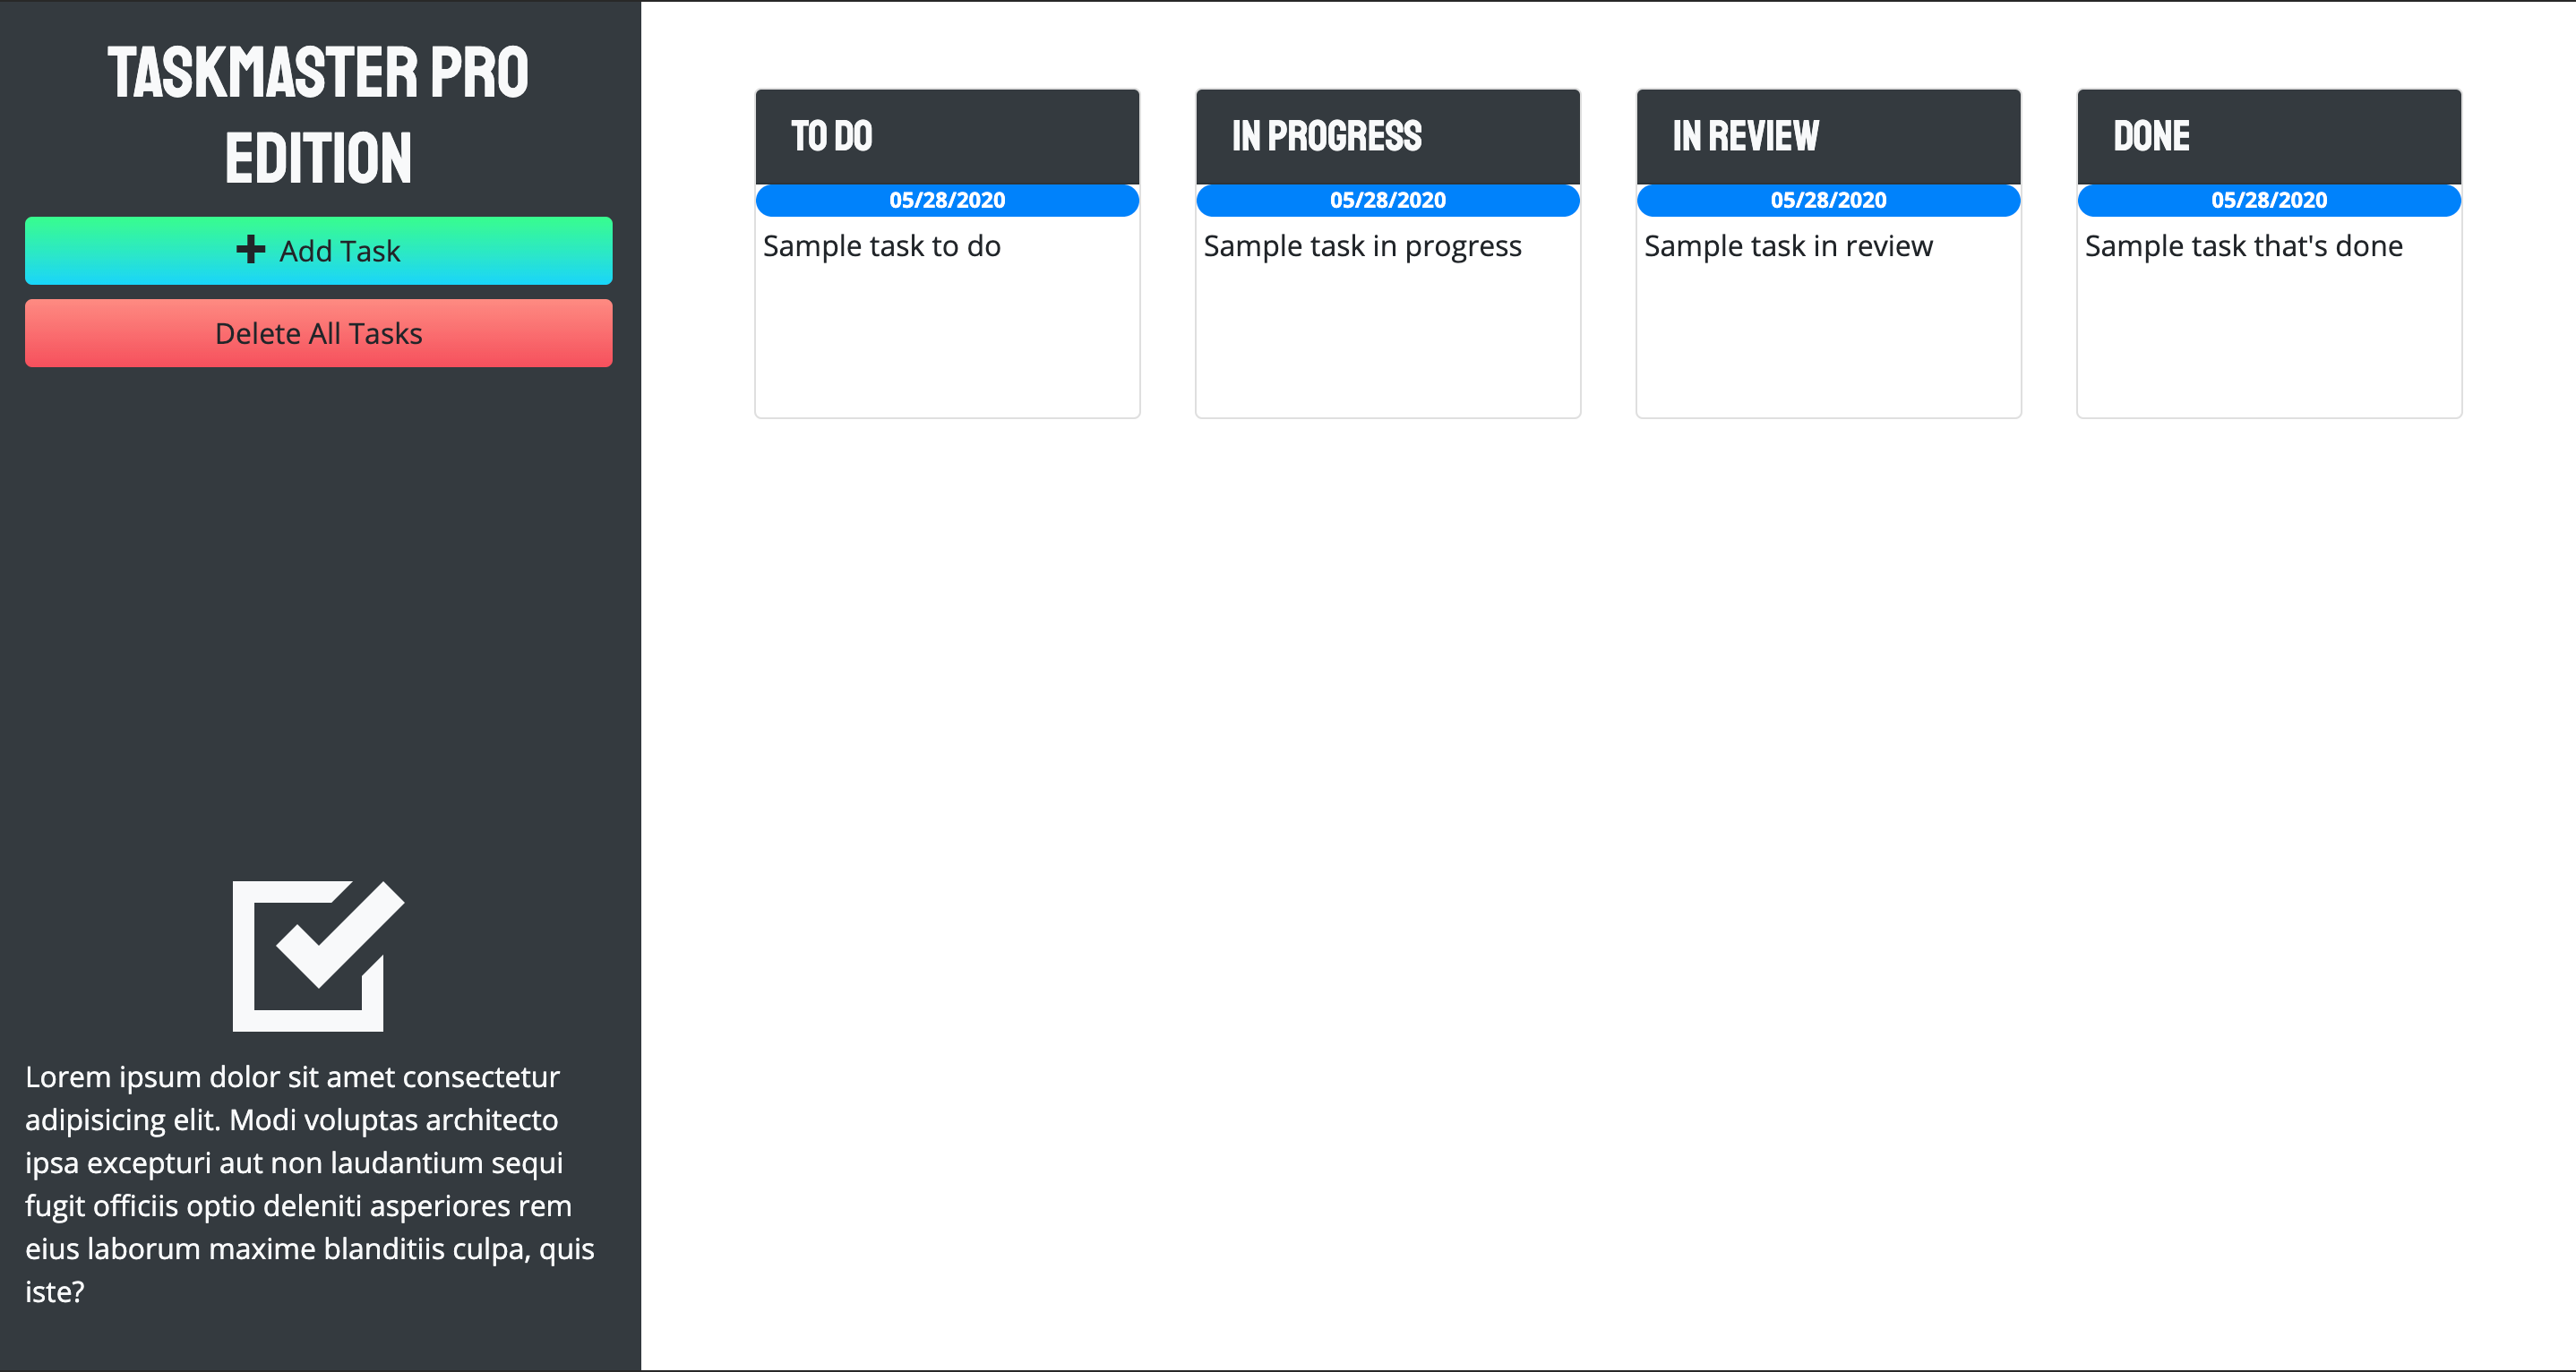 TASKMASTER PRO
EDITION
Add Task
Delete All Tasks
Lorem ipsum dolor sit amet consectetur
adipisicing elit. Modi voluptas architecto
ipsa excepturi aut non laudantium sequi
fugit officiis optio deleniti asperiores rem
eius laborum maxime blanditiis culpa, quis
iste?
TO DO
05/28/2020
Sample task to do
IN PROGRESS
05/28/2020
Sample task in progress
IN REVIEW
05/28/2020
Sample task in review
DONE
05/28/2020
Sample task that's done